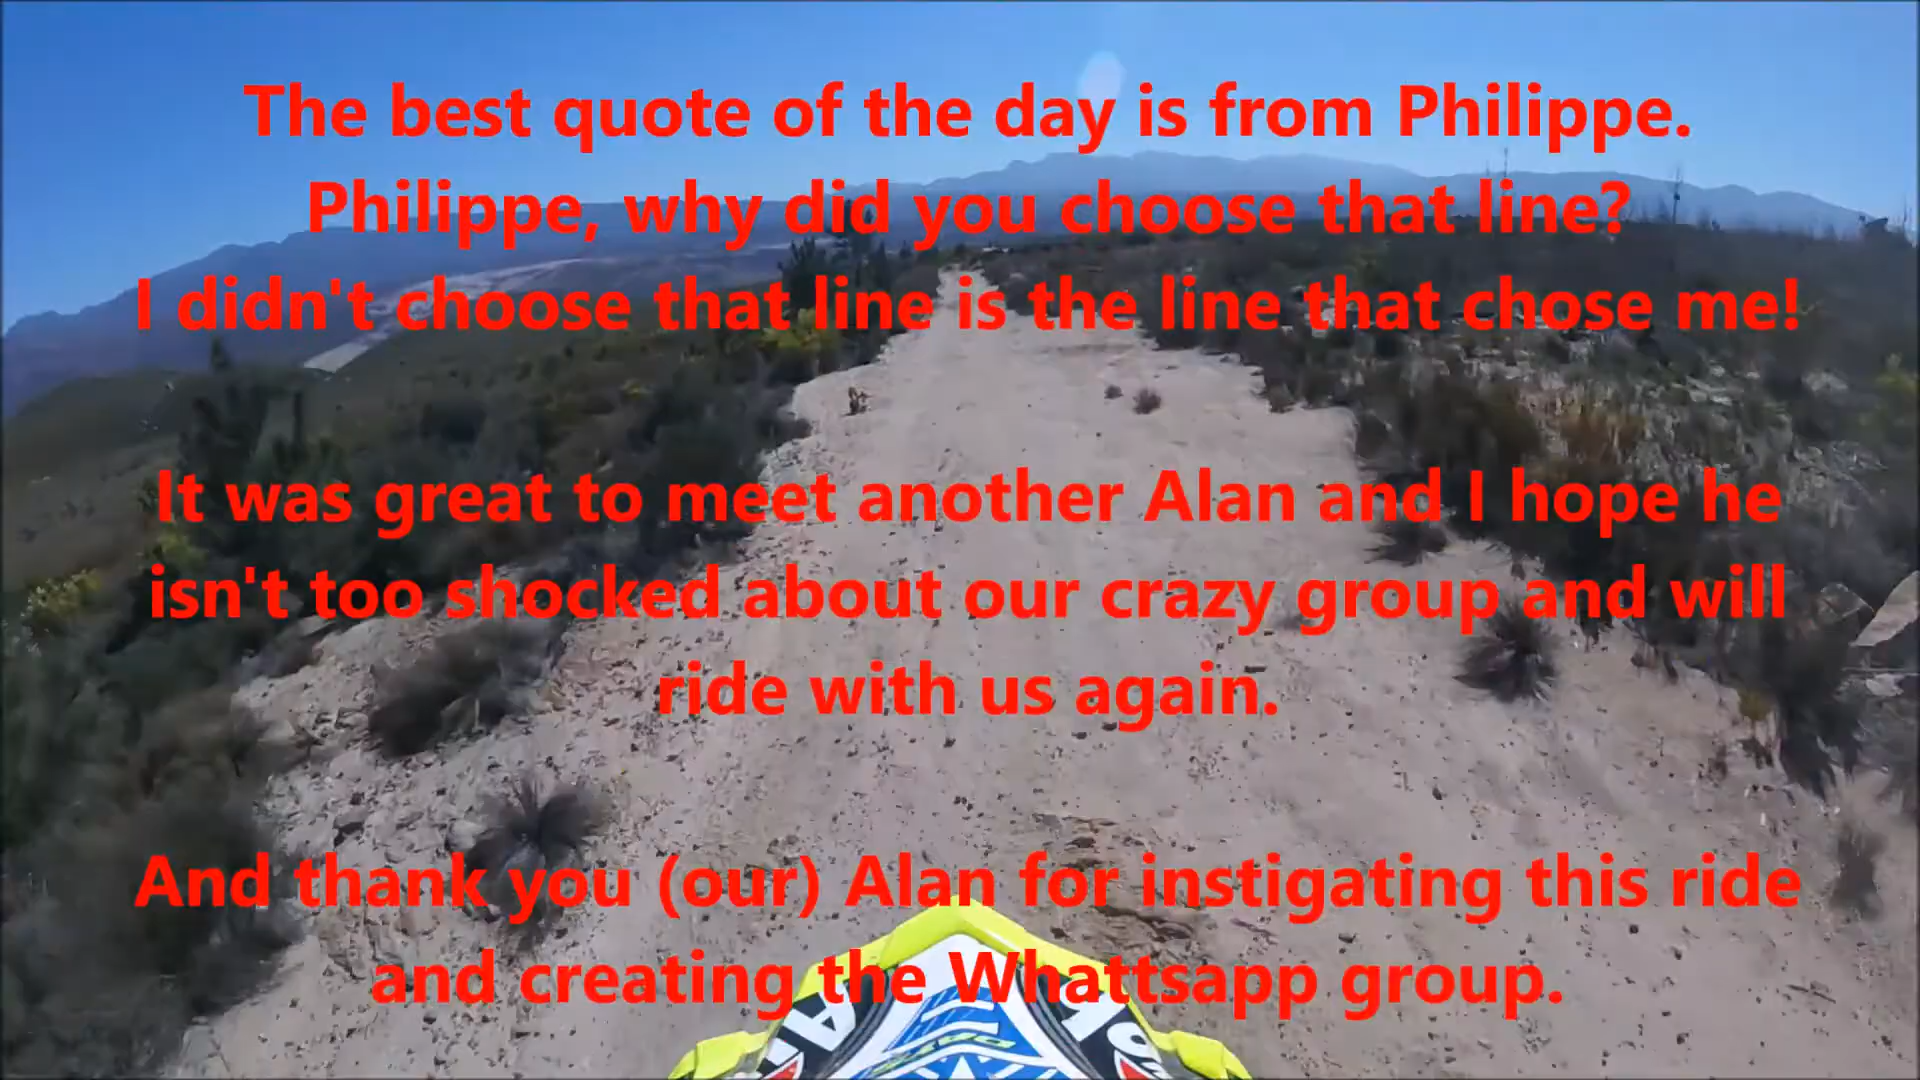 The best quote of the day is from Philippe.
Philippe, why did you choose that line?
I didn't choose that line is the line that chose me!
It was great to meet another Alan and I hope he
isn't too shocked about our crazy group and will
ride with us again.
And thank you (our) Alan for instigating this ride
and creating the Whattsapp group.